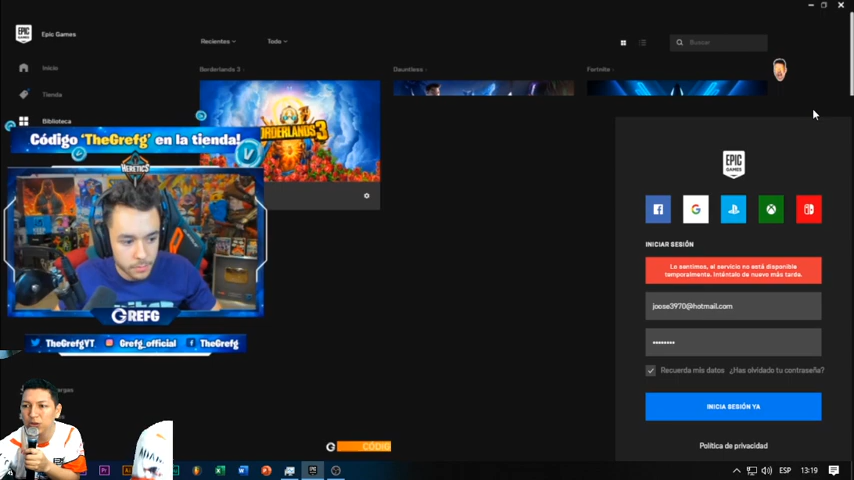 EPIC GAMES
Epic Games
Recientes
Todo
Buscar
Inicio
Borderlands 3
Dauntless
Fortnite
Tienda
Biblioteca
Código 'TheGrefg' en la tienda!
BORDERLANDS 3
HERETICS
EPIC GAMES
INICIAR SESIÓN
Lo sentimos, el servicio no está disponible
temporalmente. Inténtalo de nuevo más tarde.
joose3970@hotmail.com
GREFG
TheGrefgYT
Grefg_official
TheGrefg
Recuerda mis datos
¿Has olvidado tu contraseña?
INICIA SESIÓN YA
CÓDIG
Política de privacidad
ESP
13:19